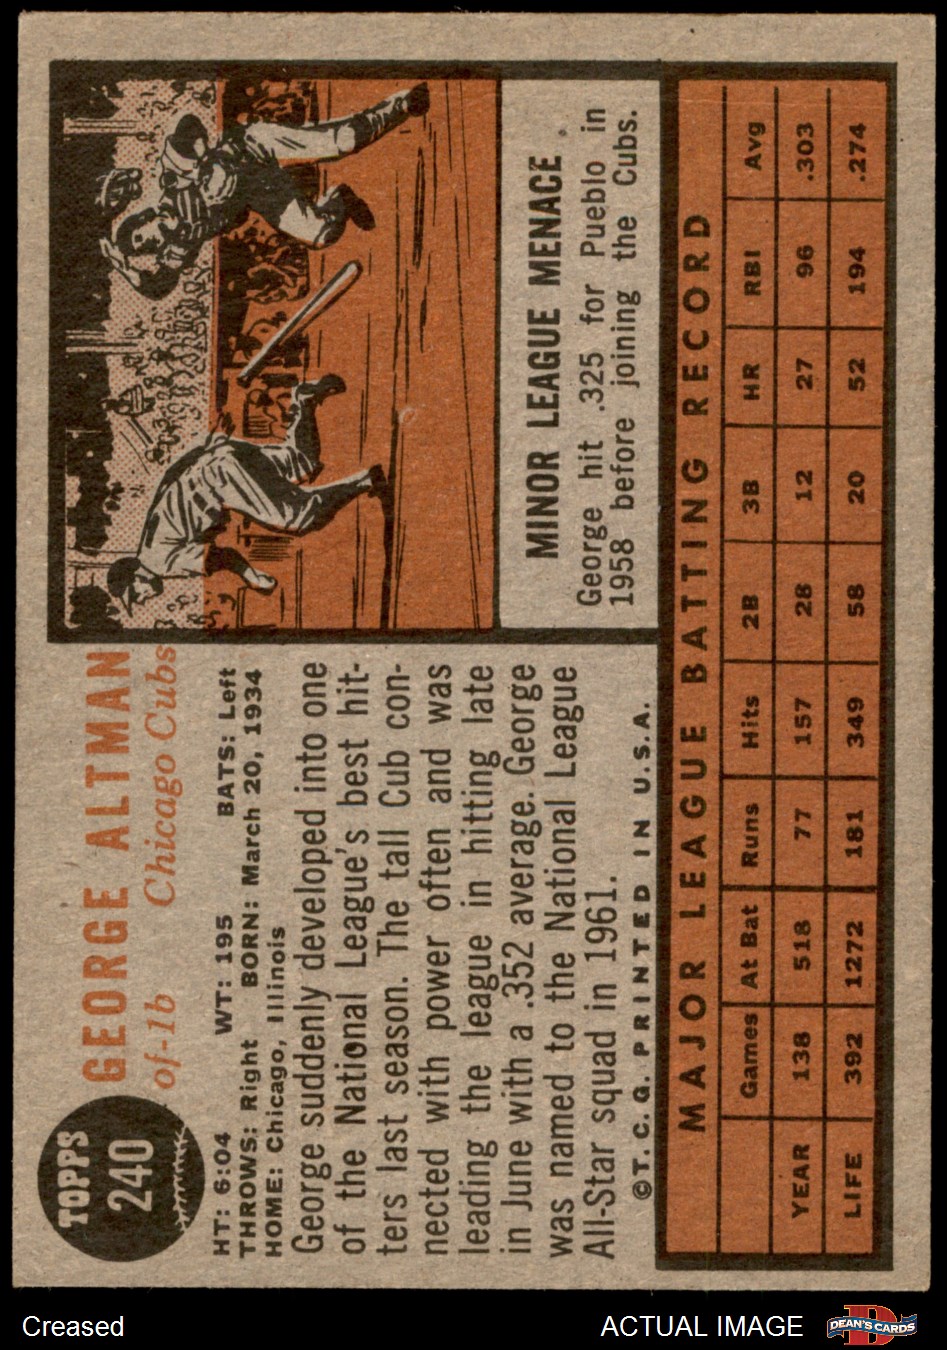 TOPPS
240
GEORGE ALTMAN
of-1b Chicago Cubs
HT: 6:04 WT: 195 BATS: Left
THROWS: Right BORN: March 20, 1934
HOME: Chicago, Illinois
George suddenly developed into one
of the National League's best hit-
ters last season. The tall Cub con-
nected with power often and was
leading the league in hitting late
in June with a .352 average. George
was named to the National League
All-Star squad in 1961.
©T. C. G. PRINTED IN U.S.A.
MINOR LEAGUE MENACE
George hit .325 for Pueblo in
1958 before joining the Cubs.
MAJOR LEAGUE BATTING RECORD
Games At Bat Runs Hits 2B 3B HR RBI Avg
YEAR 138 518 77 157 28 12 27 96 .303
LIFE 392 1272 181 349 58 20 52 194 .274
Creased
ACTUAL IMAGE
D
DEAN'S CARDS